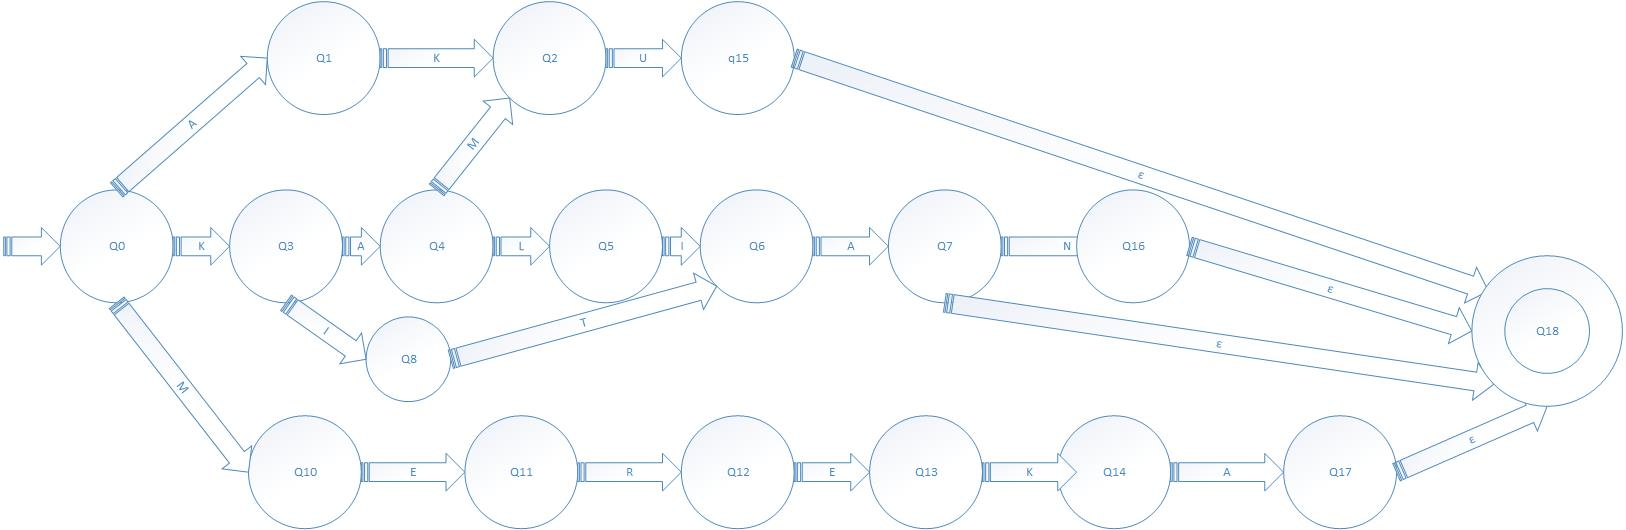 Q1
K
Q2
U
q15
A
M
ε
Q0
K
Q3
A
Q4
L
Q5
I
Q6
A
Q7
N
Q16
ε
I
T
ε
Q18
M
Q8
Q10
E
Q11
R
Q12
E
Q13
K
Q14
A
Q17
ε